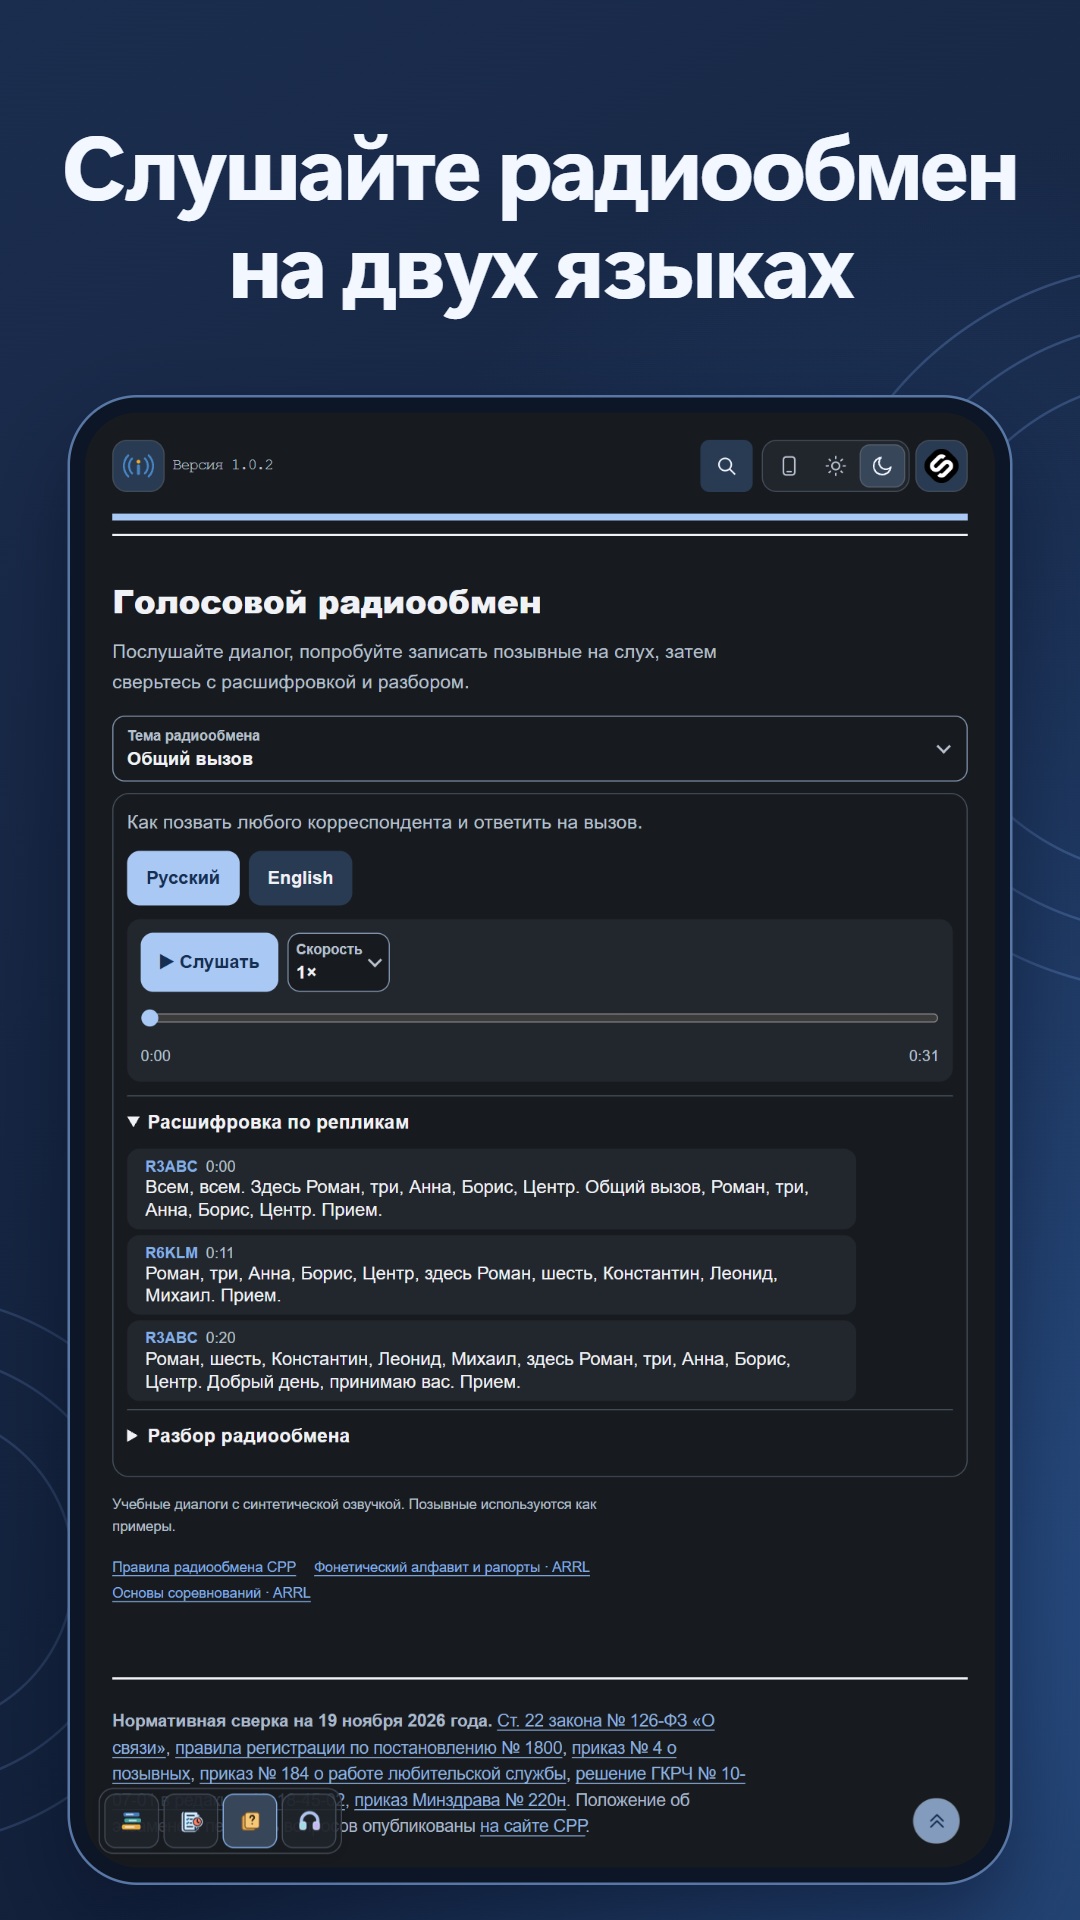 Слушайте радиообмен
на двух языках
Версия 1.0.2
Голосовой радиообмен
Послушайте диалог, попробуйте записать позывные на слух, затем
сверьтесь с расшифровкой и разбором.
Тема радиообмена
Общий вызов
Как позвать любого корреспондента и ответить на вызов.
Русский English
▶ Слушать Скорость
1×
0:00 0:31
▼ Расшифровка по репликам
R3ABC 0:00
Всем, всем. Здесь Роман, три, Анна, Борис, Центр. Общий вызов, Роман, три,
Анна, Борис, Центр. Прием.
R6KLM 0:11
Роман, три, Анна, Борис, Центр, здесь Роман, шесть, Константин, Леонид,
Михаил. Прием.
R3ABC 0:20
Роман, шесть, Константин, Леонид, Михаил, здесь Роман, три, Анна, Борис,
Центр. Добрый день, принимаю вас. Прием.
▶ Разбор радиообмена
Учебные диалоги с синтетической озвучкой. Позывные используются как
примеры.
Правила радиообмена СРР Фонетический алфавит и рапорты · ARRL
Основы соревнований · ARRL
Нормативная сверка на 19 ноября 2026 года. Ст. 22 закона № 126-ФЗ «О
связи», правила регистрации по постановлению № 1800, приказ № 4 о
позывных, приказ № 184 о работе любительской службы, решение ГКРЧ № 10-
, приказ Минздрава № 220н. Положение об
опубликованы на сайте СРР.